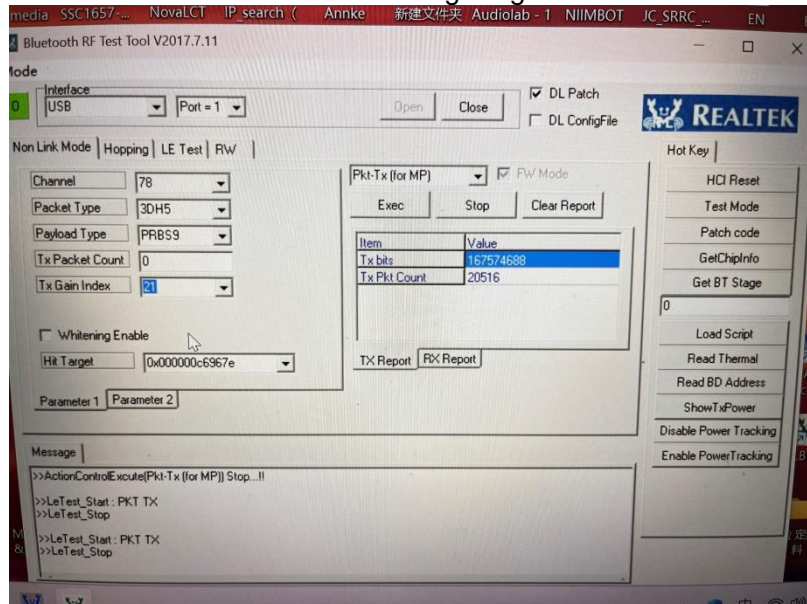 media SSC1657-... NovaLCT IP_search ( Annke 新建文件夹 Audiolab - 1 NIIMBOT JC_SRRC_... EN
Bluetooth RF Test Tool V2017.7.11
Mode
Interface
USB
Port = 1
Open
Close
DL Patch
DL ConfigFile
REALTEK
Non Link Mode Hopping LE Test RW
Hot Key
Channel 78
Packet Type 3DH5
Payload Type PRBS9
Tx Packet Count 0
Tx Gain Index 21
Whitening Enable
Hit Target 0x000000c6967e
Parameter 1 Parameter 2
Pkt-Tx (for MP)
FW Mode
Exec Stop Clear Report
Item Value
Tx bits 167574688
Tx Pkt Count 20516
TX Report RX Report
HCI Reset
Test Mode
Patch code
GetChipInfo
Get BT Stage
0
Load Script
Read Thermal
Read BD Address
ShowTxPower
Disable Power Tracking
Enable PowerTracking
Message
>>ActionControlExcute(Pkt-Tx (for MP)) Stop...!!
>>LeTest_Start : PKT TX
>>LeTest_Stop
>>LeTest_Start : PKT TX
>>LeTest_Stop
中